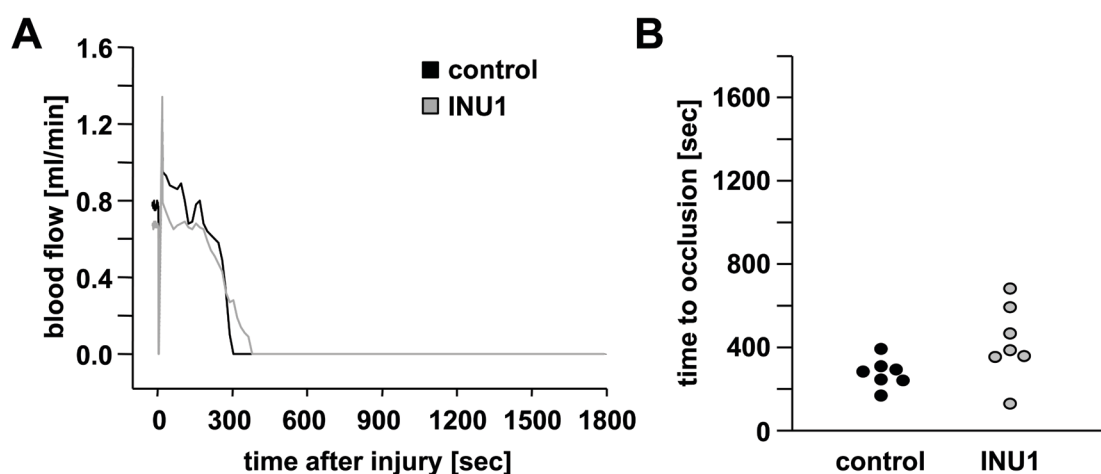 A
blood flow [ml/min]
1.6
1.2
0.8
0.4
0.0
control
INU1
0 300 600 900 1200 1500 1800
time after injury [sec]
B
time to occlusion [sec]
1600
1200
800
400
0
control INU1